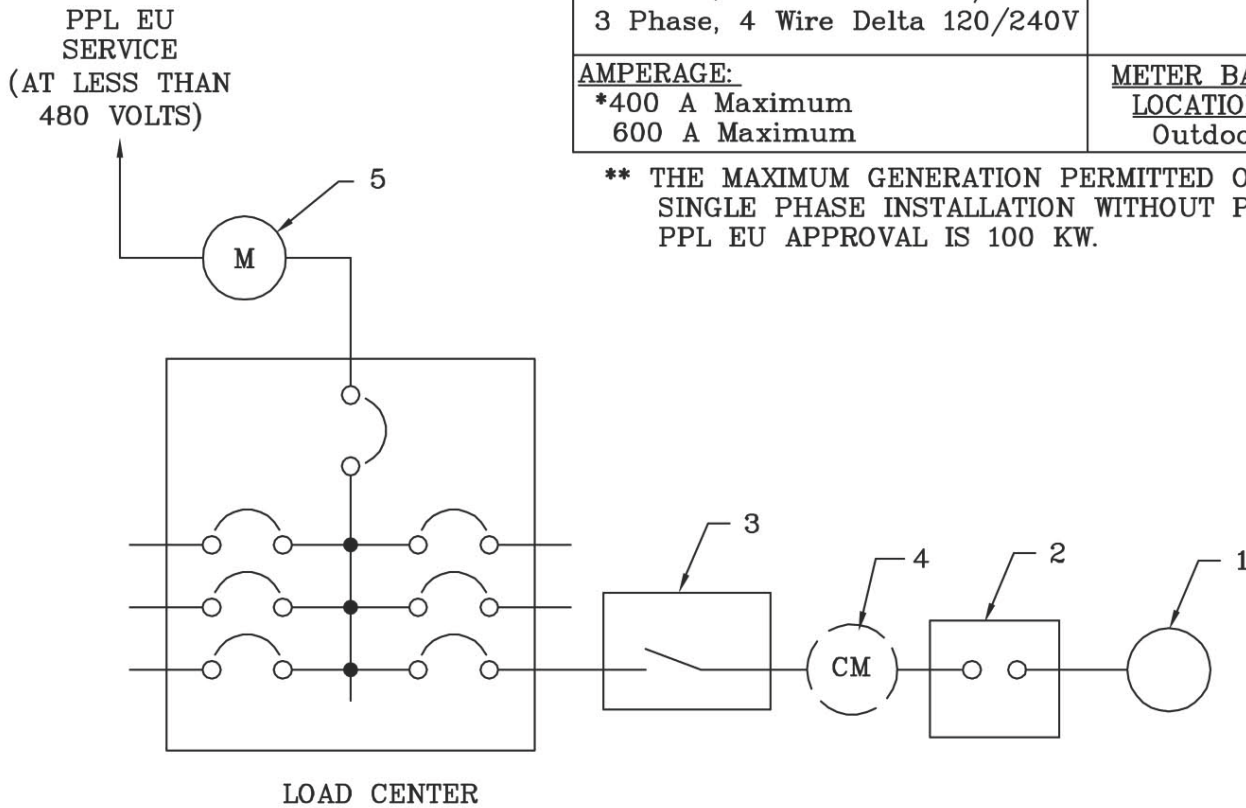 PPL EU
SERVICE
(AT LESS THAN
480 VOLTS)
3 Phase, 4 Wire Delta 120/240V
AMPERAGE:
*400 A Maximum
600 A Maximum
METER
** THE MAXIMUM GENERATION PERMITTED
SINGLE PHASE INSTALLATION WITHOUT
PPL EU APPROVAL IS 100 KW.
5
M
3
4
2
1
CM
LOAD CENTER